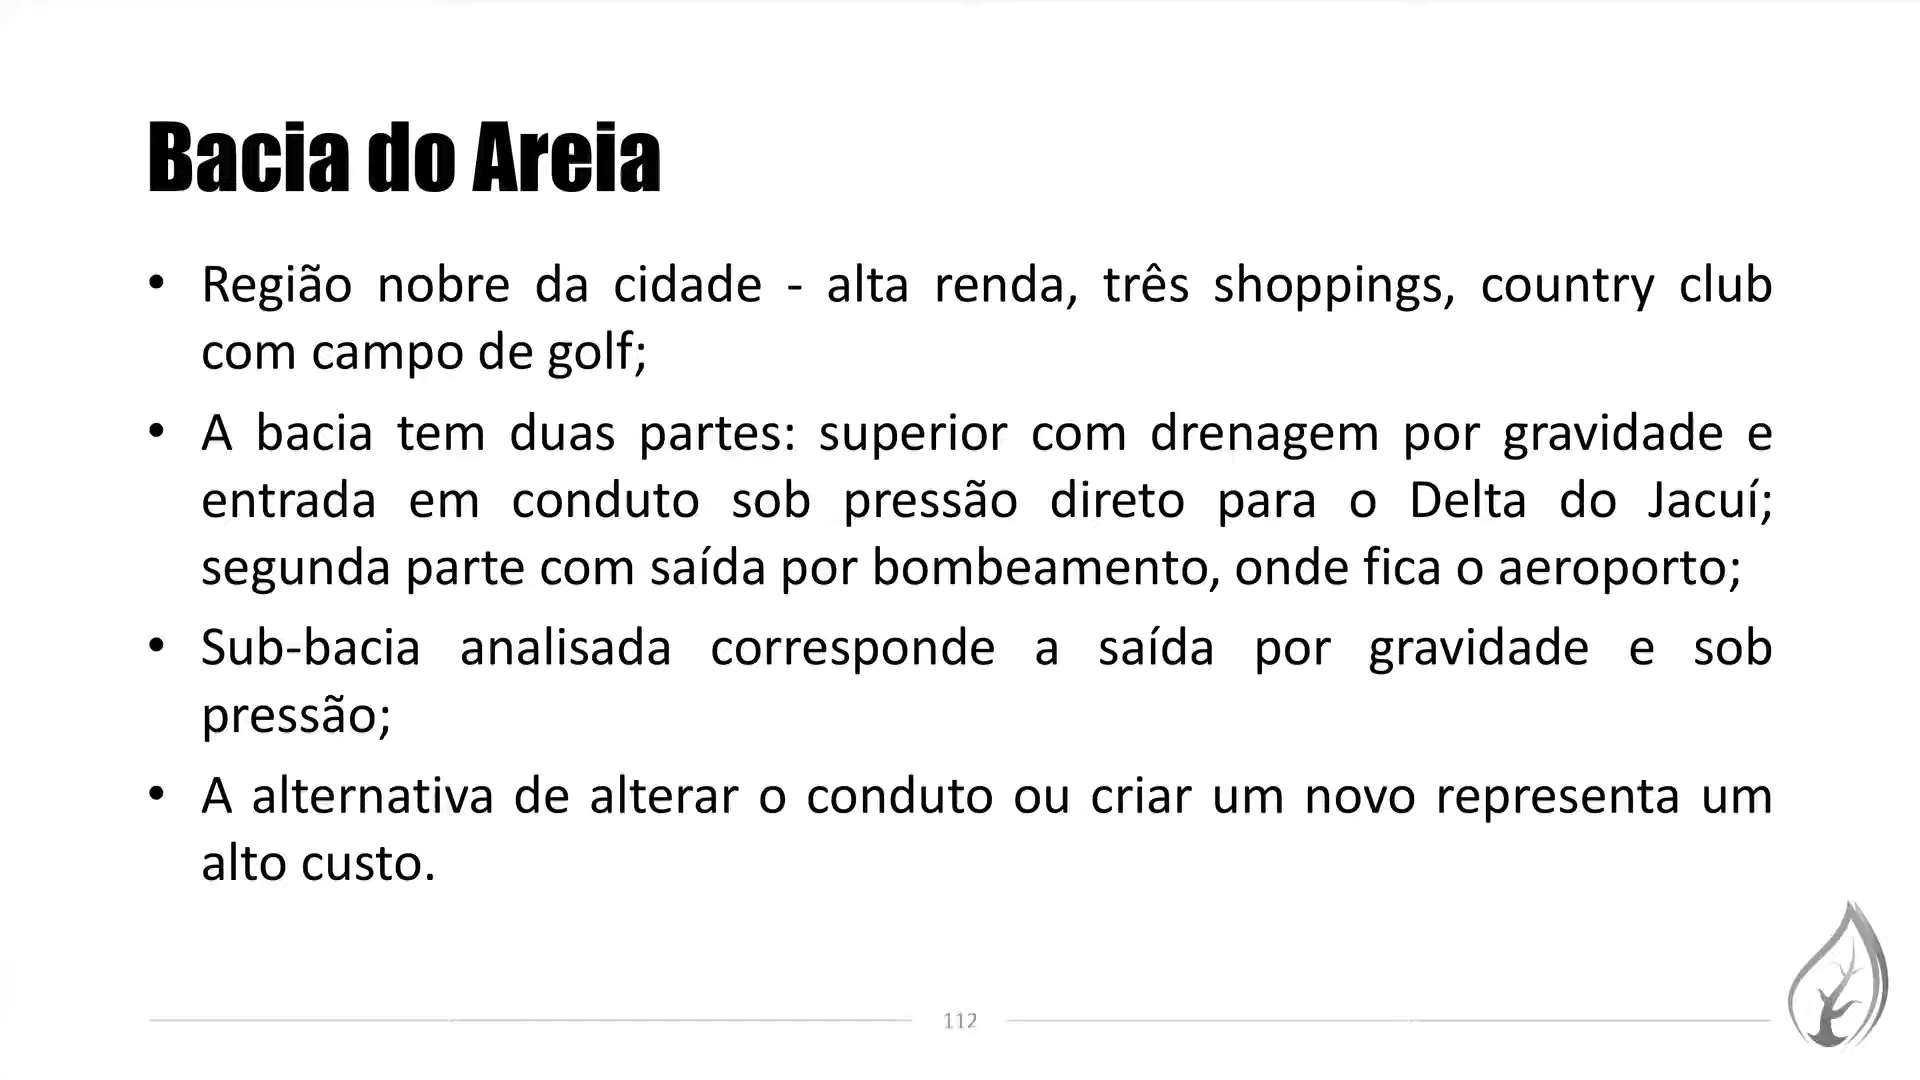 Bacia do Areia
• Região nobre da cidade - alta renda, três shoppings, country club
com campo de golf;
• A bacia tem duas partes: superior com drenagem por gravidade e
entrada em conduto sob pressão direto para o Delta do Jacuí;
segunda parte com saída por bombeamento, onde fica o aeroporto;
• Sub-bacia analisada corresponde a saída por gravidade e sob
pressão;
• A alternativa de alterar o conduto ou criar um novo representa um
alto custo.
112